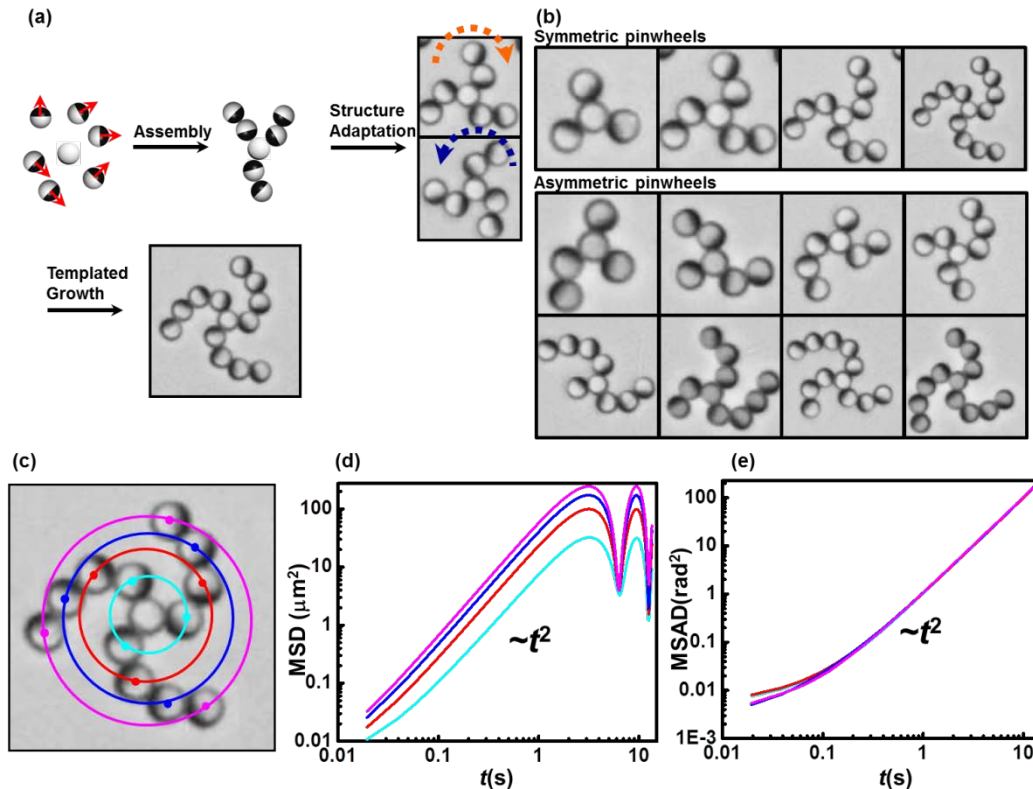 (a)
Assembly
Structure
Adaptation
Templated
Growth
(b)
Symmetric pinwheels
Asymmetric pinwheels
(c)
(d)
MSD (μm²)
100
10
1
0.1
0.01
0.01
0.1
1
10
t(s)
~t²
(e)
MSAD(rad²)
100
10
1
0.1
0.01
1E-3
0.01
0.1
1
10
t(s)
~t²